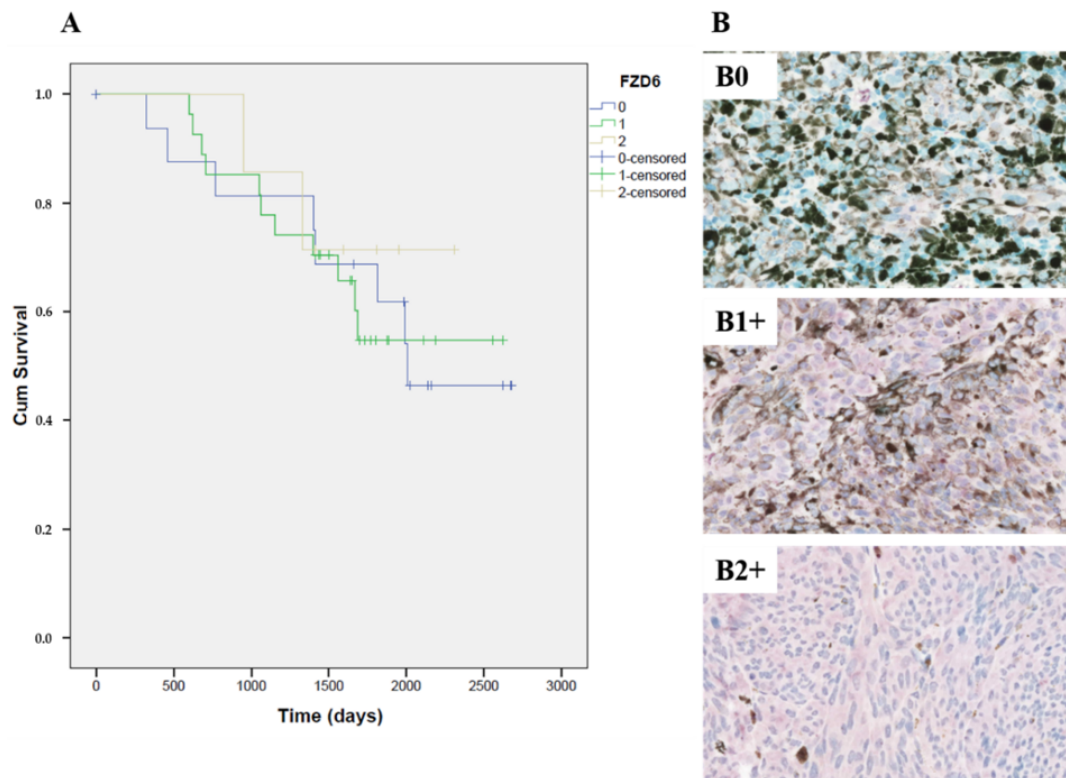 A
B
FZD6
0
1
2
0-censored
1-censored
2-censored
1.0
0.8
0.6
0.4
0.2
0.0
Cum Survival
0 500 1000 1500 2000 2500 3000
Time (days)
B0
B1+
B2+